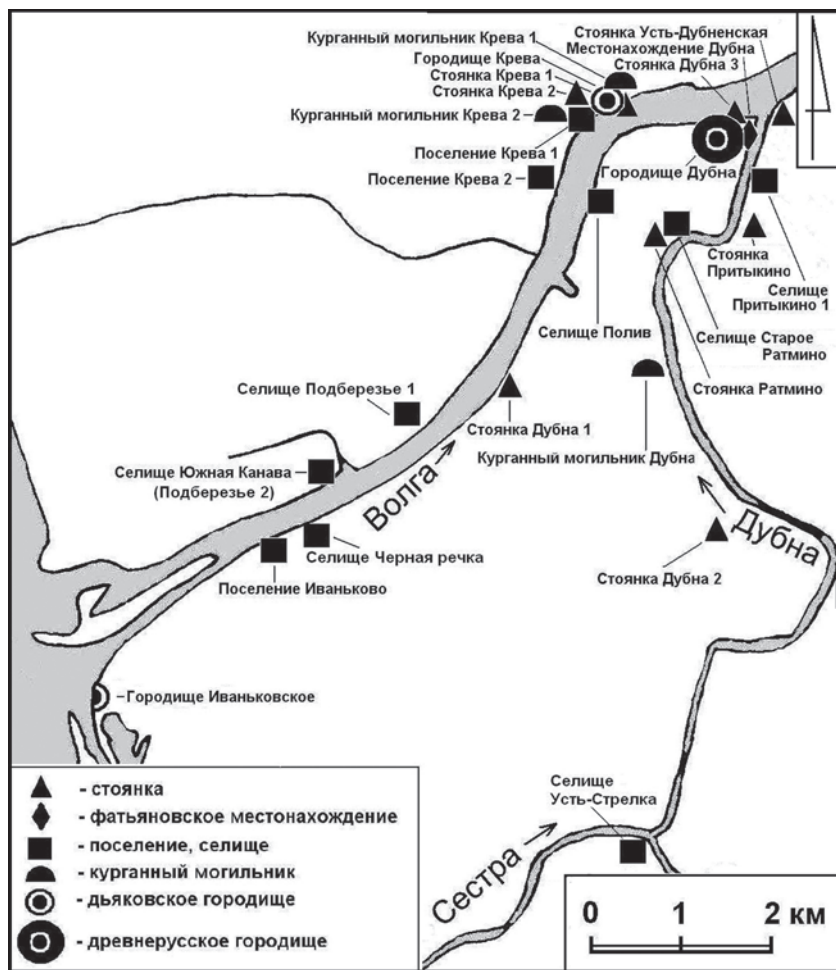 Курганный могильник Крева 1
Городище Крева
Стоянка Крева 1
Стоянка Крева 2
Курганный могильник Крева 2
Поселение Крева 1
Поселение Крева 2
Стоянка Усть-Дубненская
Местонахождение Дубна
Стоянка Дубна 3
Городище Дубна
Стоянка
Притыкино
Селище
Притыкино 1
Селище Полив
Селище Старое
Ратмино
Стоянка Ратмино
Селище Подберезье 1
Стоянка Дубна 1
Курганный могильник Дубна
Селище Южная Канава
(Подберезье 2)
Волга
Дубна
Селище Черная речка
Поселение Иваньково
Стоянка Дубна 2
Городище Иваньковское
Селище
Усть-Стрелка
Сестра
- стоянка
- фатьяновское местонахождение
- поселение, селище
- курганный могильник
- дьяковское городище
- древнерусское городище
0 1 2 км